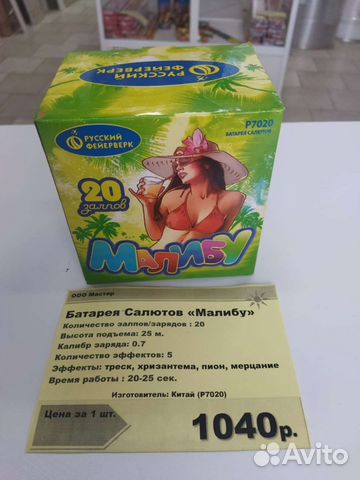 РУССКИЙ
ФЕЙЕРВЕРК
P7020
БАТАРЕЯ САЛЮТОВ
РУССКИЙ
ФЕЙЕРВЕРК
20
залпов
МАЛИБУ
ООО Мастер
Батарея Салютов «Малибу»
Количество залпов/зарядов : 20
Высота подъема: 25 м.
Калибр заряда: 0.7
Количество эффектов: 5
Эффекты: треск, хризантема, пион, мерцание
Время работы : 20-25 сек.
Изготовитель: Китай (P7020)
Цена за 1 шт.
1040р.
Avito